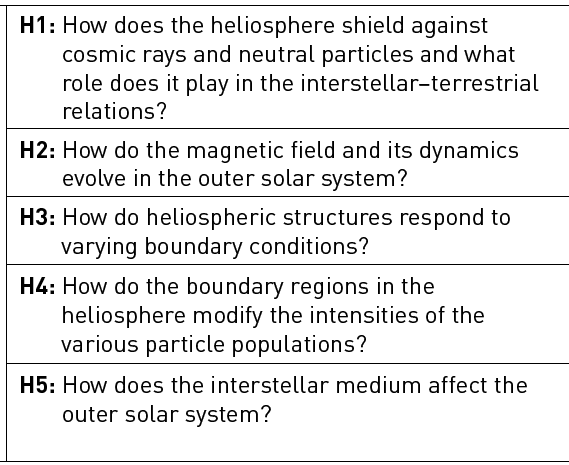 H1: How does the heliosphere shield against
cosmic rays and neutral particles and what
role does it play in the interstellar–terrestrial
relations?
H2: How do the magnetic field and its dynamics
evolve in the outer solar system?
H3: How do heliospheric structures respond to
varying boundary conditions?
H4: How do the boundary regions in the
heliosphere modify the intensities of the
various particle populations?
H5: How does the interstellar medium affect the
outer solar system?